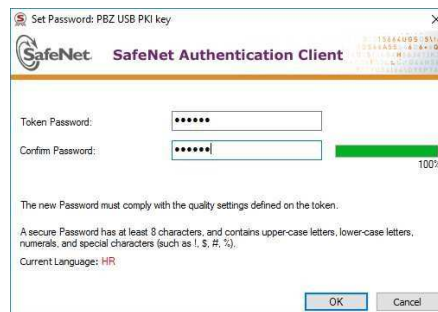 Set Password: PBZ USB PKI key
SafeNet. SafeNet Authentication Client
Token Password:
••••••
Confirm Password:
••••••
100%
The new Password must comply with the quality settings defined on the token.
A secure Password has at least 8 characters, and contains upper-case letters, lower-case letters,
numerals, and special characters (such as !, $, #, %).
Current Language: HR
OK Cancel